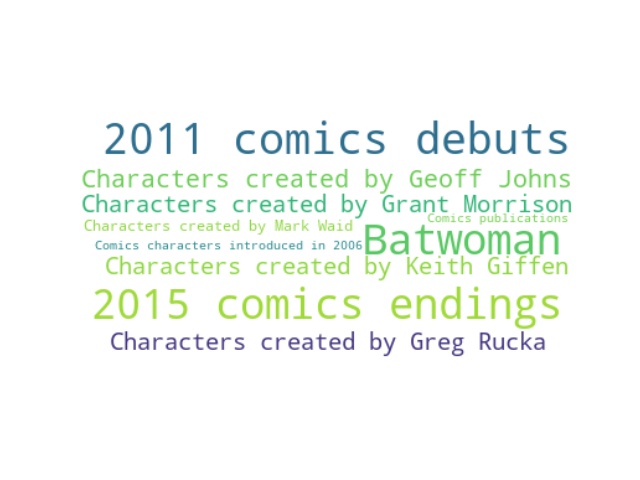 2011 comics debuts
Characters created by Geoff Johns
Characters created by Grant Morrison
Comics publications
Characters created by Mark Waid
Batwoman
Comics characters introduced in 2006
Characters created by Keith Giffen
2015 comics endings
Characters created by Greg Rucka